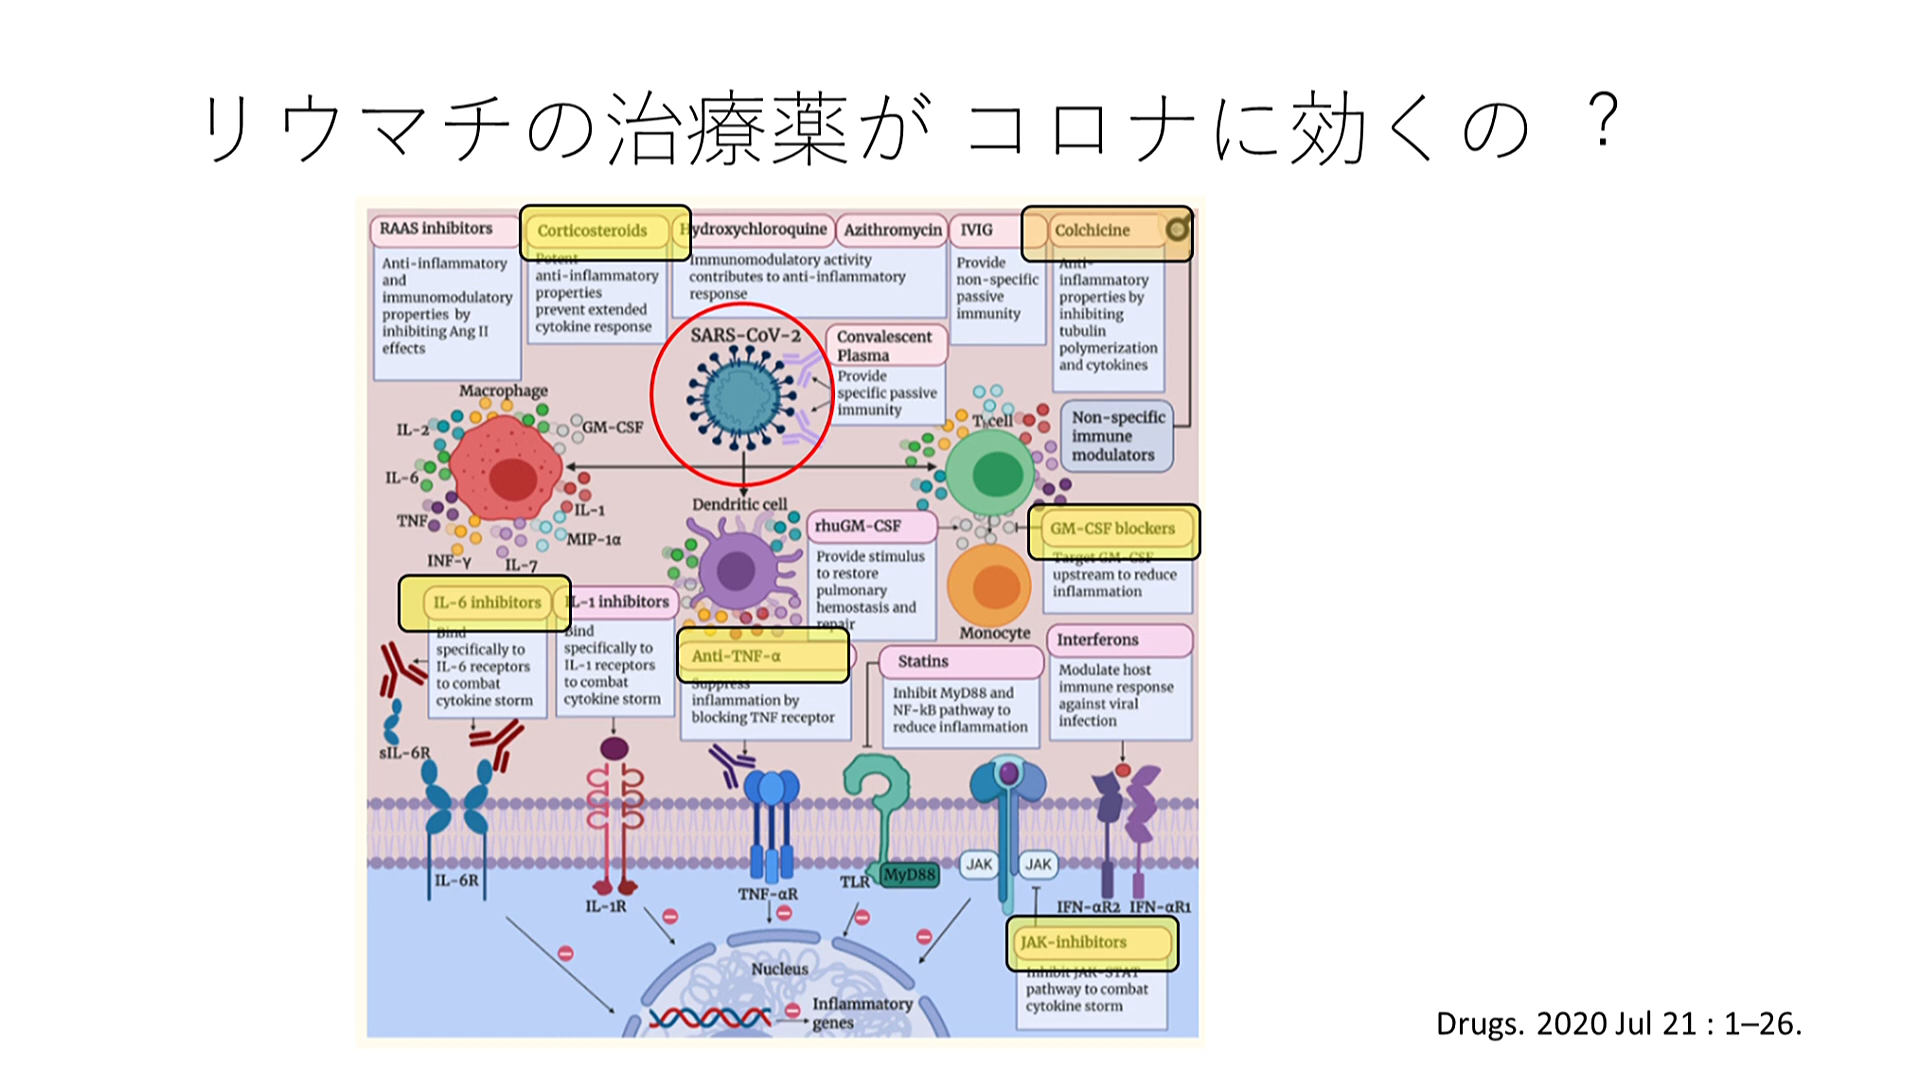 リウマチの治療薬が コロナに効くの ？
RAAS inhibitors
Anti-inflammatory
and
immunomodulatory
properties by
inhibiting Ang II
effects
Corticosteroids
Potent
anti-inflammatory
properties
prevent extended
cytokine response
Hydroxychloroquine
Azithromycin
Immunomodulatory activity
contributes to anti-inflammatory
response
IVIG
Provide
non-specific
passive
immunity
Colchicine
Anti-
inflammatory
properties by
inhibiting
tubulin
polymerization
and cytokines
SARS-CoV-2
Convalescent
Plasma
Provide
specific passive
immunity
Non-specific
immune
modulators
Macrophage
IL-2
GM-CSF
IL-6
IL-1
TNF
MIP-1α
INF-γ
IL-7
Dendritic cell
Thcell
rhuGM-CSF
Provide stimulus
to restore
pulmonary
hemostasis and
repair
GM-CSF blockers
Target GM-CSF
upstream to reduce
inflammation
Monocyte
IL-6 inhibitors
Bind
specifically to
IL-6 receptors
to combat
cytokine storm
IL-1 inhibitors
Bind
specifically to
IL-1 receptors
to combat
cytokine storm
Anti-TNF-α
Suppress
inflammation by
blocking TNF receptor
Statins
Inhibit MyD88 and
NF-kB pathway to
reduce inflammation
Interferons
Modulate host
immune response
against viral
infection
sIL-6R
IL-6R
IL-1R
TNF-αR
TLR
MyD88
JAK
JAK
IFN-αR2 IFN-αR1
JAK-inhibitors
Inhibit JAK-STAT
pathway to combat
cytokine storm
Nucleus
Inflammatory
genes
Drugs. 2020 Jul 21 : 1–26.